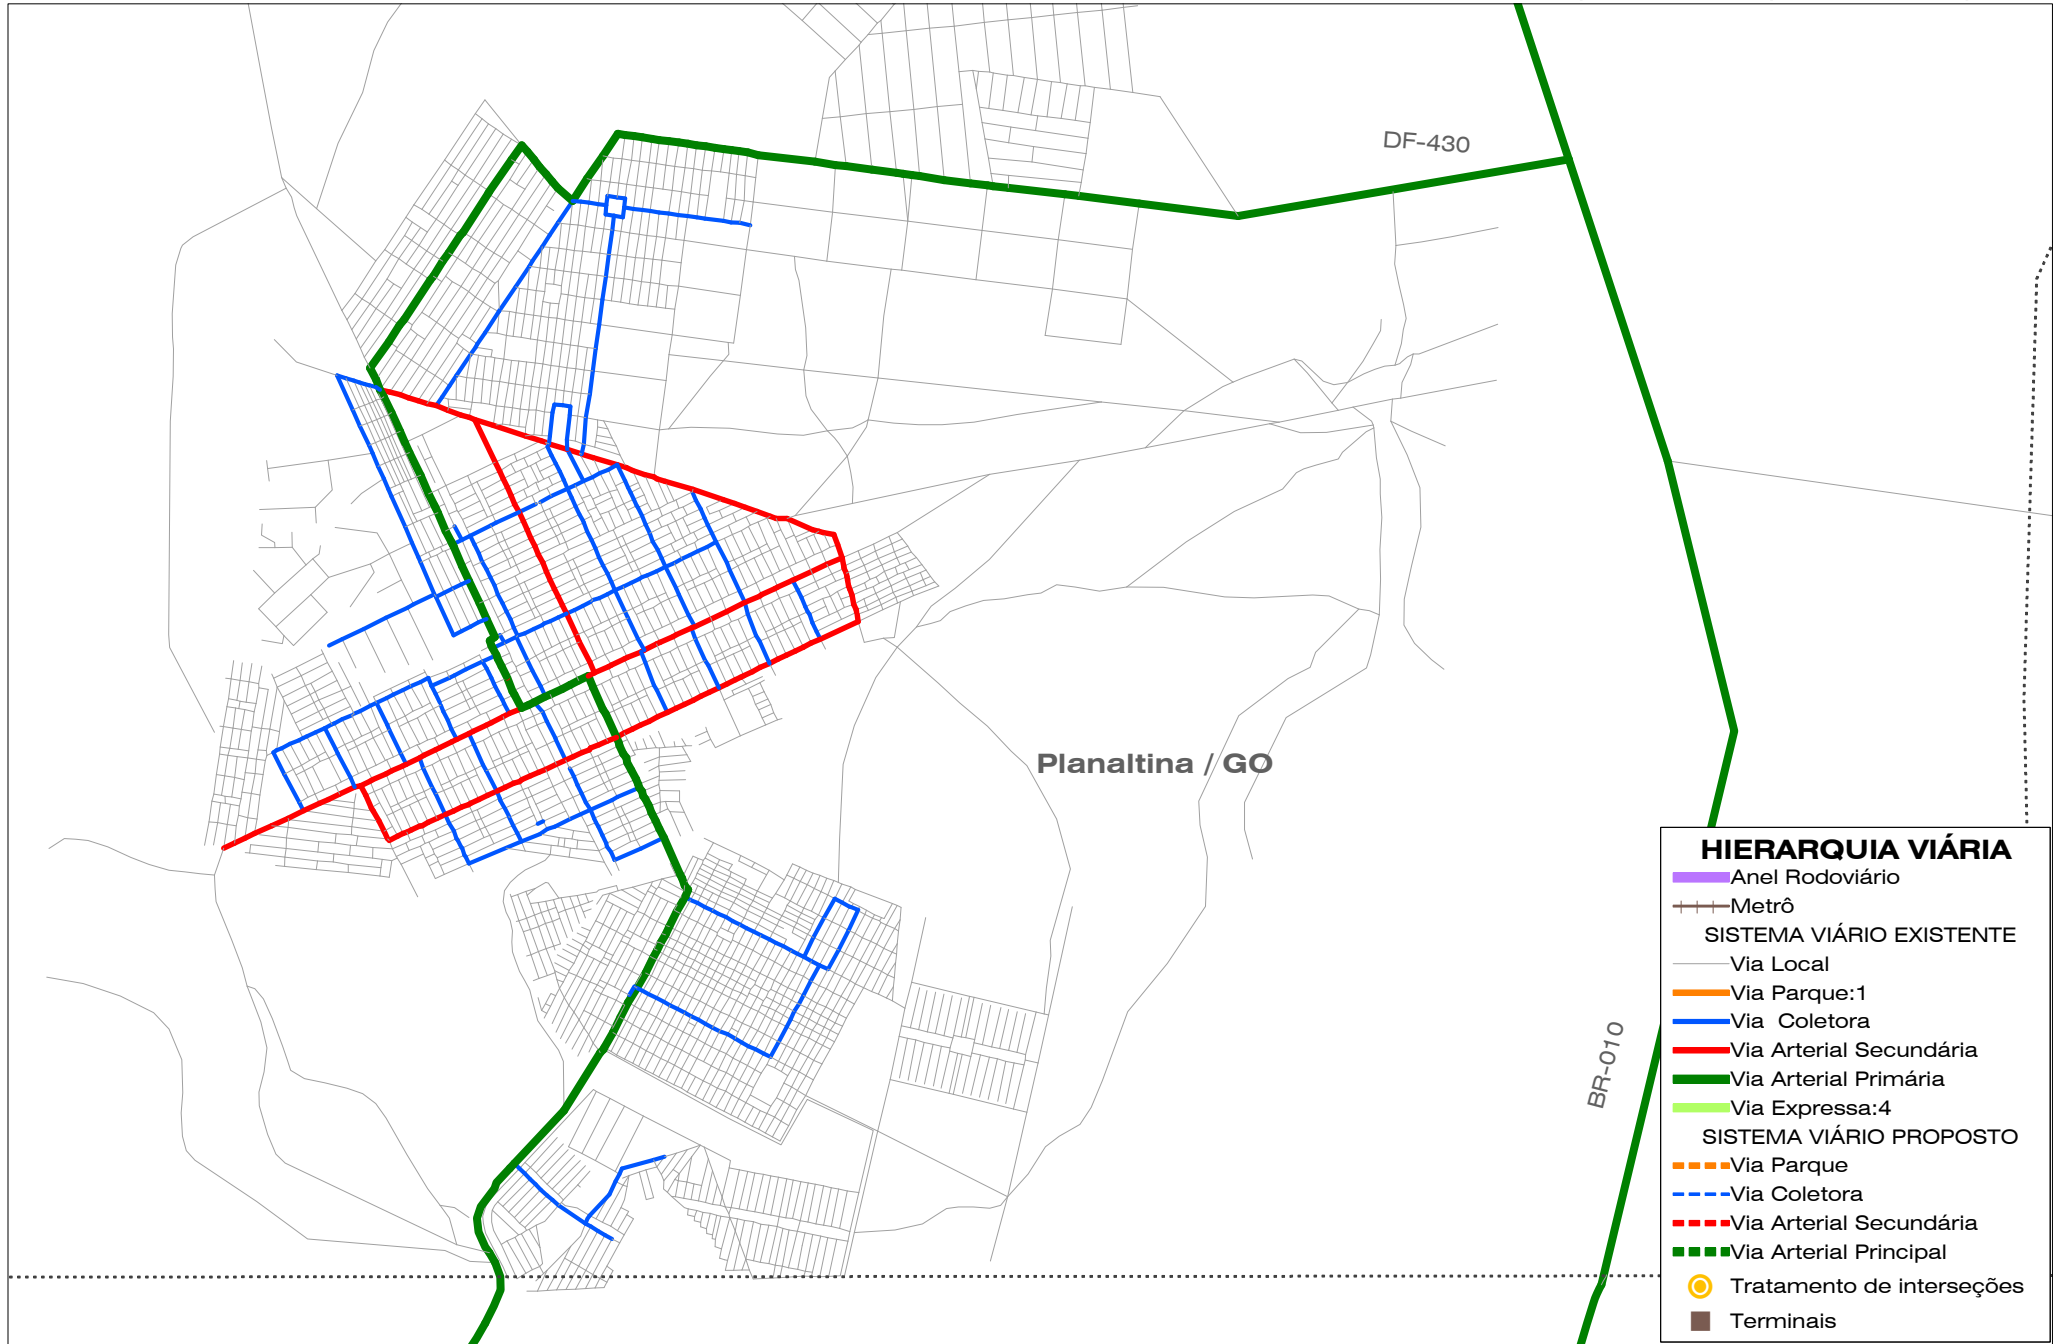 DF-430
Planaltina / GO
BR-010
HIERARQUIA VIÁRIA
Anel Rodoviário
Metrô
SISTEMA VIÁRIO EXISTENTE
Via Local
Via Parque:1
Via Coletora
Via Arterial Secundária
Via Arterial Primária
Via Expressa:4
SISTEMA VIÁRIO PROPOSTO
Via Parque
Via Coletora
Via Arterial Secundária
Via Arterial Principal
Tratamento de interseções
Terminais